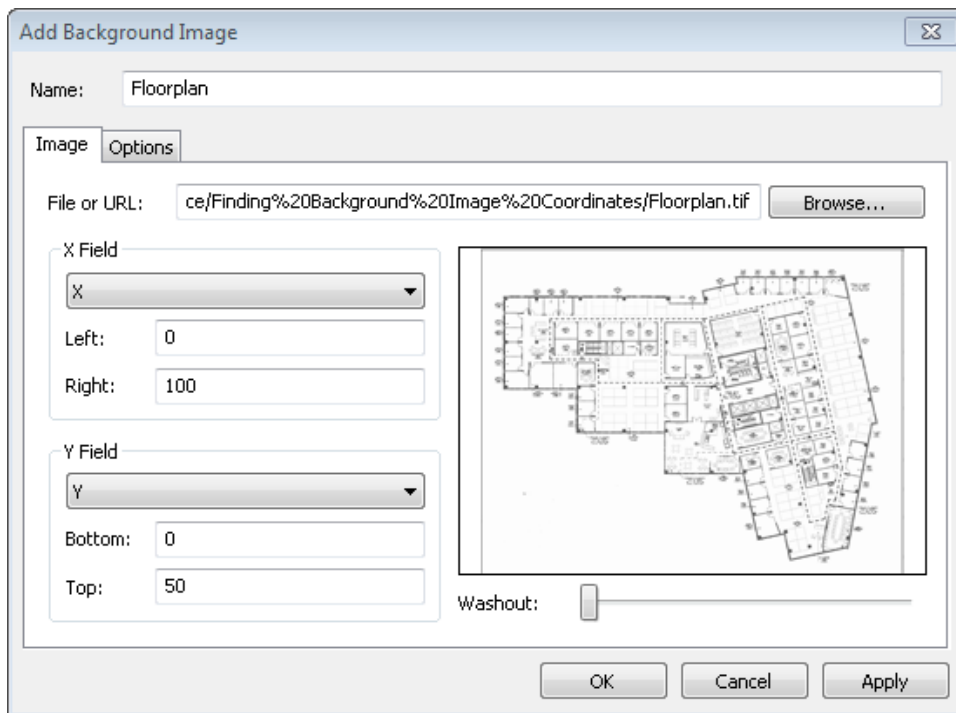 Add Background Image
Name: Floorplan
Image Options
File or URL: ce/Finding%20Background%20Image%20Coordinates/Floorplan.tif Browse...
X Field
X
Left: 0
Right: 100
Y Field
Y
Bottom: 0
Top: 50
Washout:
OK Cancel Apply